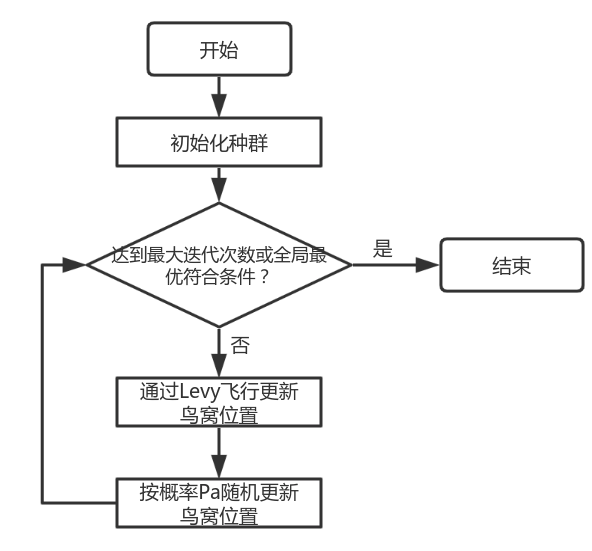 开始
初始化种群
达到最大迭代次数或全局最
优符合条件？
是
结束
否
通过Levy飞行更新
鸟窝位置
按概率Pa随机更新
鸟窝位置